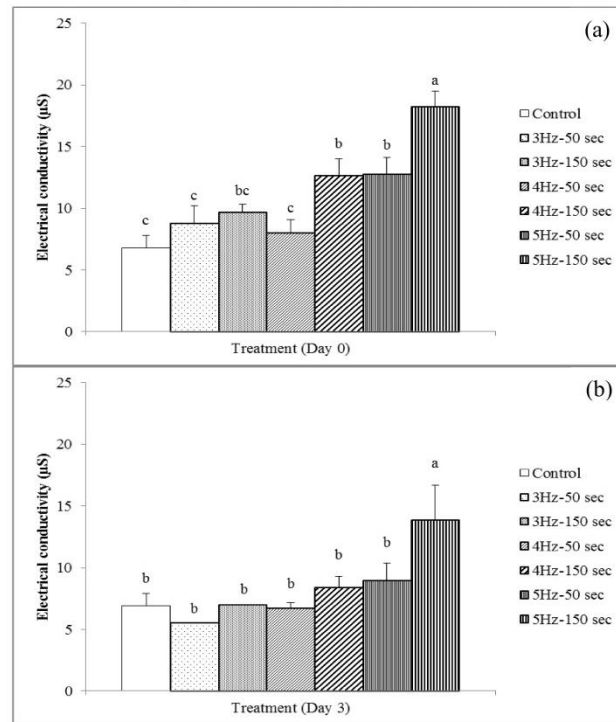 (a)
Electrical conductivity (µS)
25
20
15
10
5
0
c
c
bc
c
b
b
a
Treatment (Day 0)
Control
3Hz-50 sec
3Hz-150 sec
4Hz-50 sec
4Hz-150 sec
5Hz-50 sec
5Hz-150 sec
(b)
Electrical conductivity (µS)
25
20
15
10
5
0
b
b
b
b
b
b
a
Treatment (Day 3)
Control
3Hz-50 sec
3Hz-150 sec
4Hz-50 sec
4Hz-150 sec
5Hz-50 sec
5Hz-150 sec